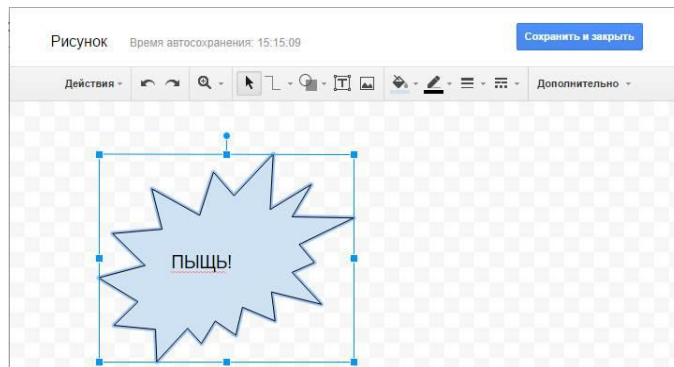 Рисунок Время автосохранения: 15:15:09 Сохранить и закрыть
Действия Дополнительно
ПЫЩЬ!